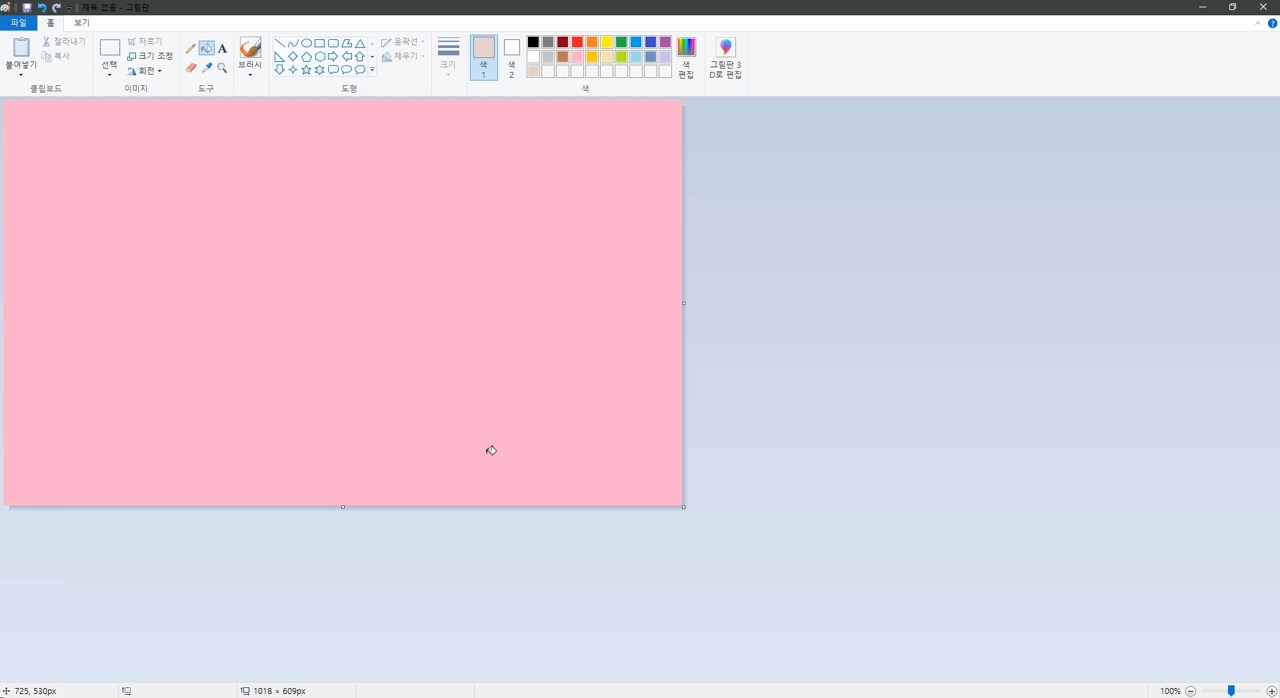 제목 없음 - 그림판
파일 홈 보기
붙여넣기
잘라내기
복사
클립보드
선택
자르기
크기 조정
회전
이미지
A
도구
브러시
도형
윤곽선
채우기
크기
색
1
색
2
색
편집
색
그림판 3
D로 편집
725, 530px
1018 × 609px
100%